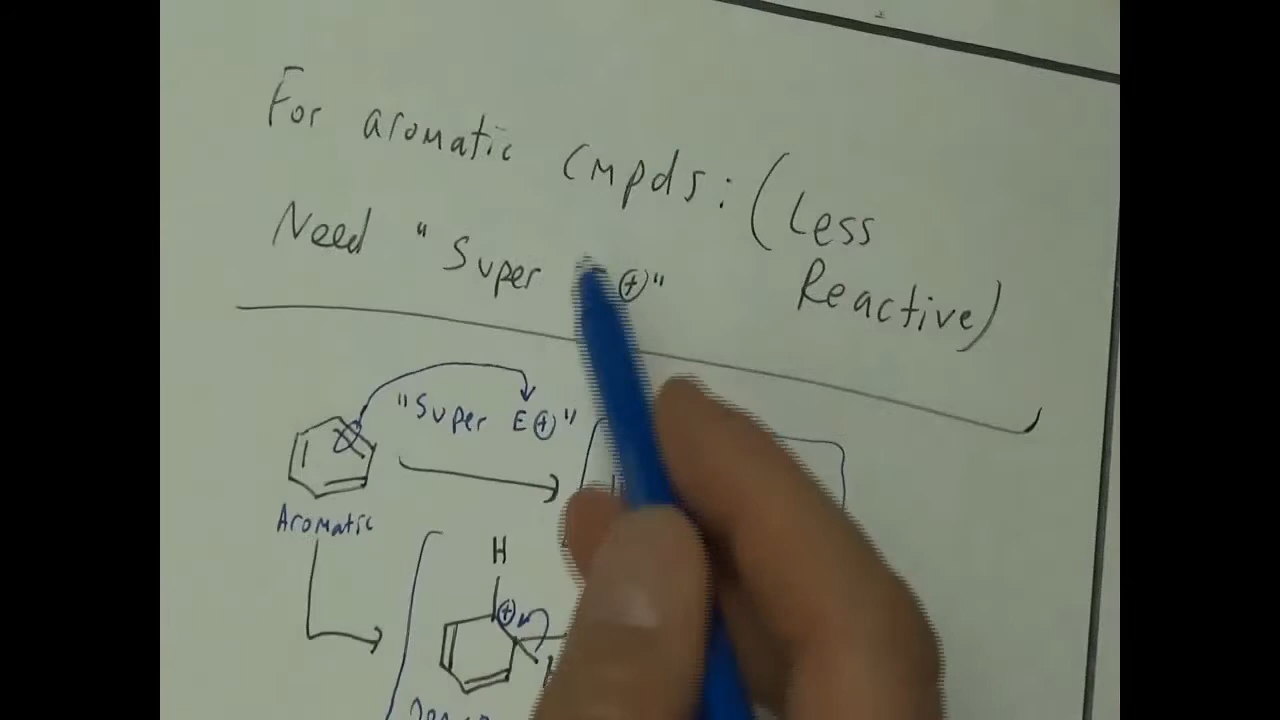 For aromatic Cmpds: (Less
Reactive)
Need "Super ⊕"
"Super E⊕"
Aromatic
H
⊕